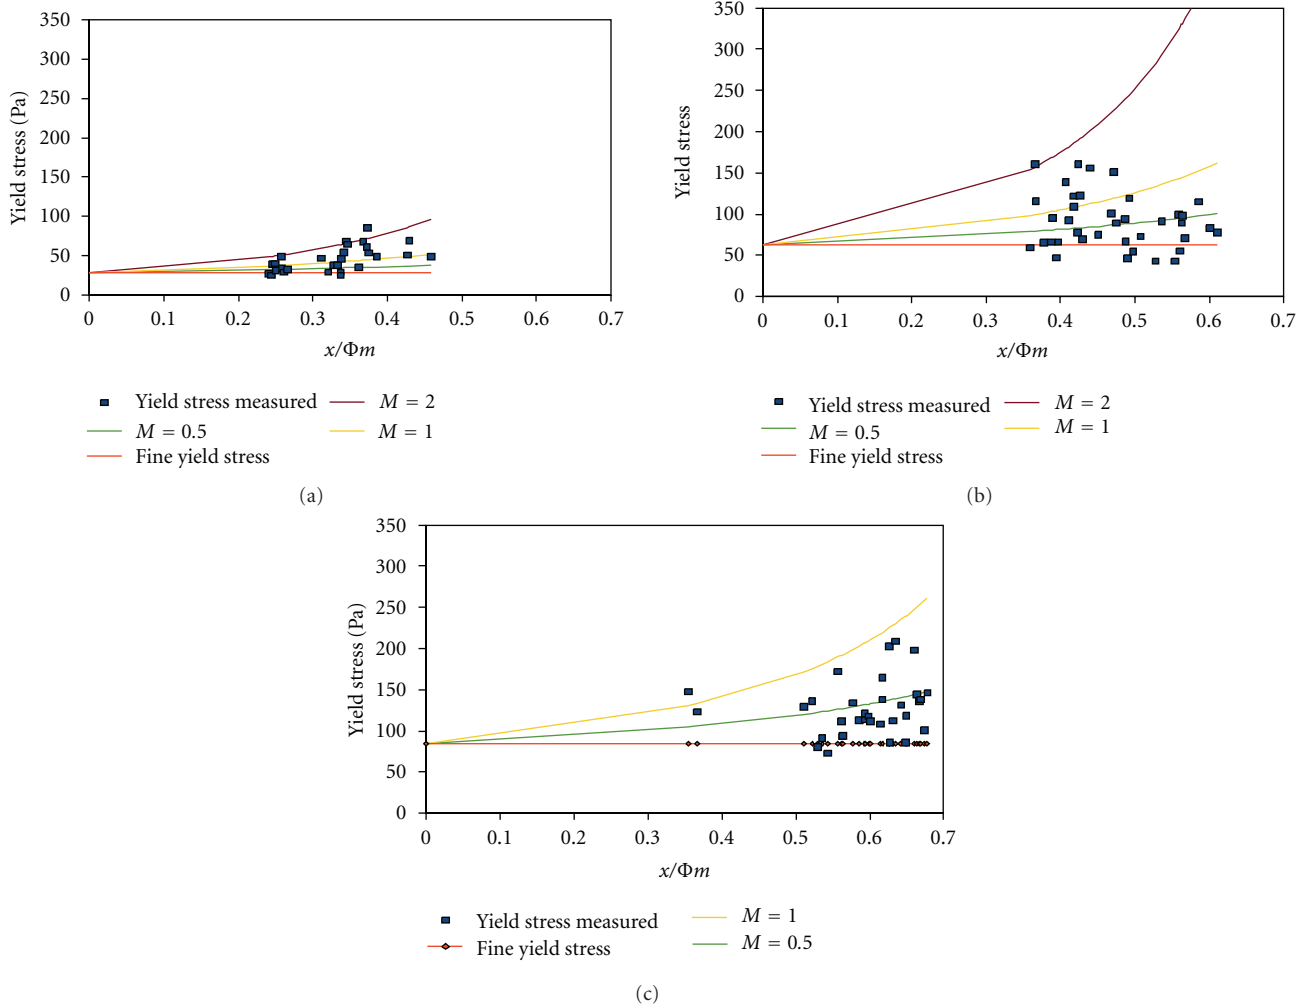 350
300
250
200
150
100
50
0
Yield stress (Pa)
0 0.1 0.2 0.3 0.4 0.5 0.6 0.7
x/Φm
Yield stress measured M = 2
M = 0.5 M = 1
Fine yield stress
(a)
350
300
250
200
150
100
50
0
Yield stress
0 0.1 0.2 0.3 0.4 0.5 0.6 0.7
x/Φm
Yield stress measured M = 2
M = 0.5 M = 1
Fine yield stress
(b)
350
300
250
200
150
100
50
0
Yield stress (Pa)
0 0.1 0.2 0.3 0.4 0.5 0.6 0.7
x/Φm
Yield stress measured M = 1
Fine yield stress M = 0.5
(c)